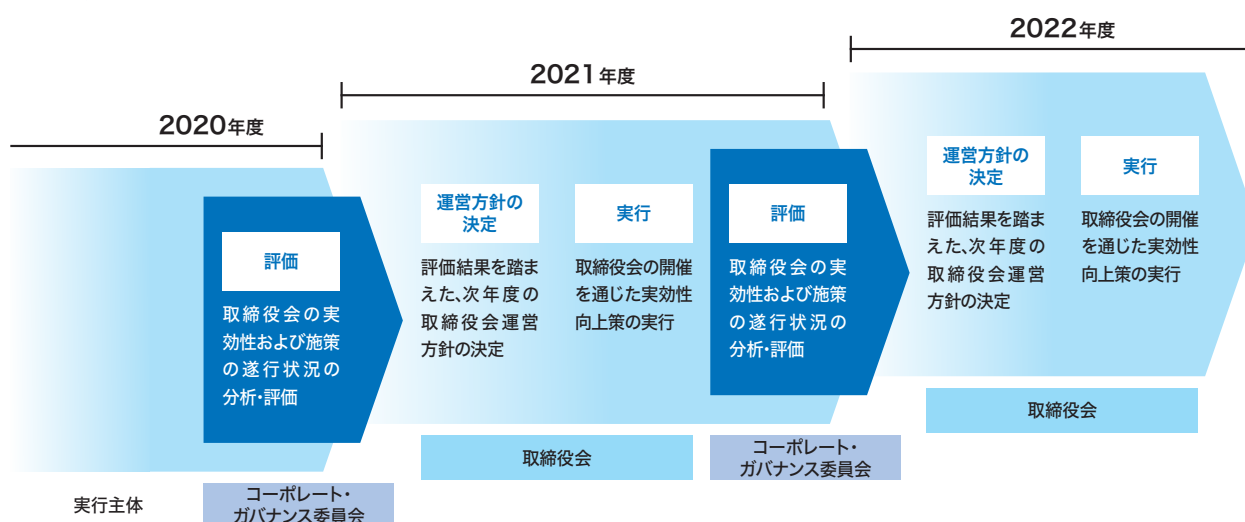 2020年度
評価
取締役会の実
効性および施策
の遂行状況の
分析・評価
実行主体
コーポレート・
ガバナンス委員会
2021年度
運営方針の
決定
評価結果を踏ま
えた、次年度の
取締役会運営
方針の決定
実行
取締役会の開催
を通じた実効性
向上策の実行
取締役会
評価
取締役会の実
効性および施策
の遂行状況の
分析・評価
コーポレート・
ガバナンス委員会
2022年度
運営方針の
決定
評価結果を踏ま
えた、次年度の
取締役会運営
方針の決定
実行
取締役会の開催
を通じた実効性
向上策の実行
取締役会